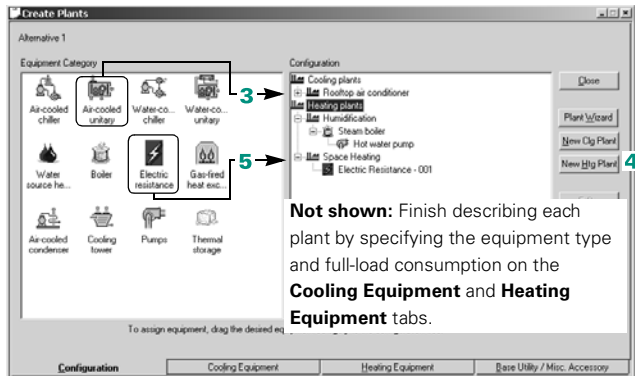 Create Plants
Alternative 1
Equipment Category
Air-cooled
chiller
Air-cooled
unitary
Water-co...
chiller
Water-co...
unitary
Water
source he...
Boiler
Electric
resistance
Gas-fired
heat exc...
Air-cooled
condenser
Cooling
tower
Pumps
Thermal
storage
3
5
Configuration
Cooling plants
Rooftop air conditioner
Heating plants
Humidification
Steam boiler
Hot water pump
Space Heating
Electric Resistance - 001
Close
Plant Wizard
New Clg Plant
New Htg Plant
4
Not shown: Finish describing each
plant by specifying the equipment type
and full-load consumption on the
Cooling Equipment and Heating
Equipment tabs.
To assign equipment, drag the desired
Configuration
Cooling Equipment
Heating Equipment
Base Utility / Misc. Accessory